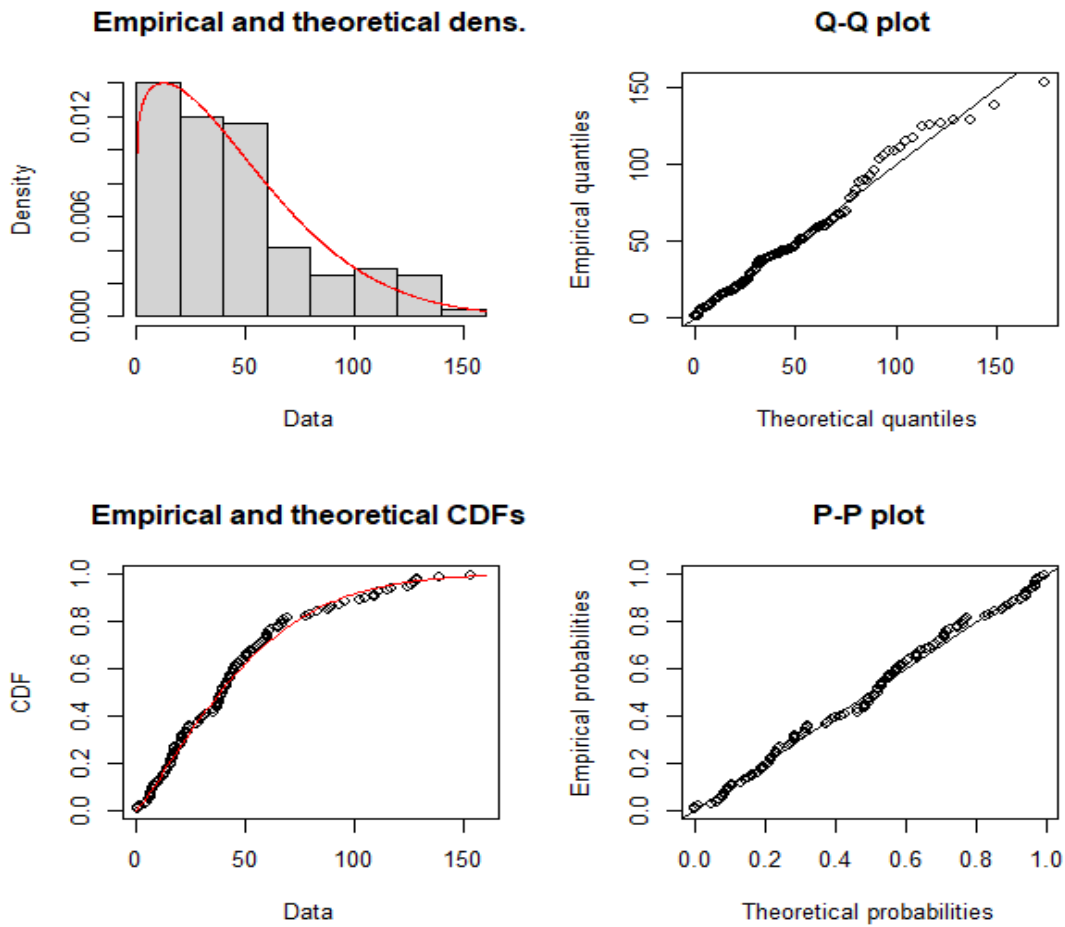 Empirical and theoretical dens.
Density
0.000 0.006 0.012
0 50 100 150
Data
Q-Q plot
Empirical quantiles
0 50 100 150
0 50 100 150
Theoretical quantiles
Empirical and theoretical CDFs
CDF
0.0 0.2 0.4 0.6 0.8 1.0
0 50 100 150
Data
P-P plot
Empirical probabilities
0.0 0.2 0.4 0.6 0.8 1.0
0.0 0.2 0.4 0.6 0.8 1.0
Theoretical probabilities